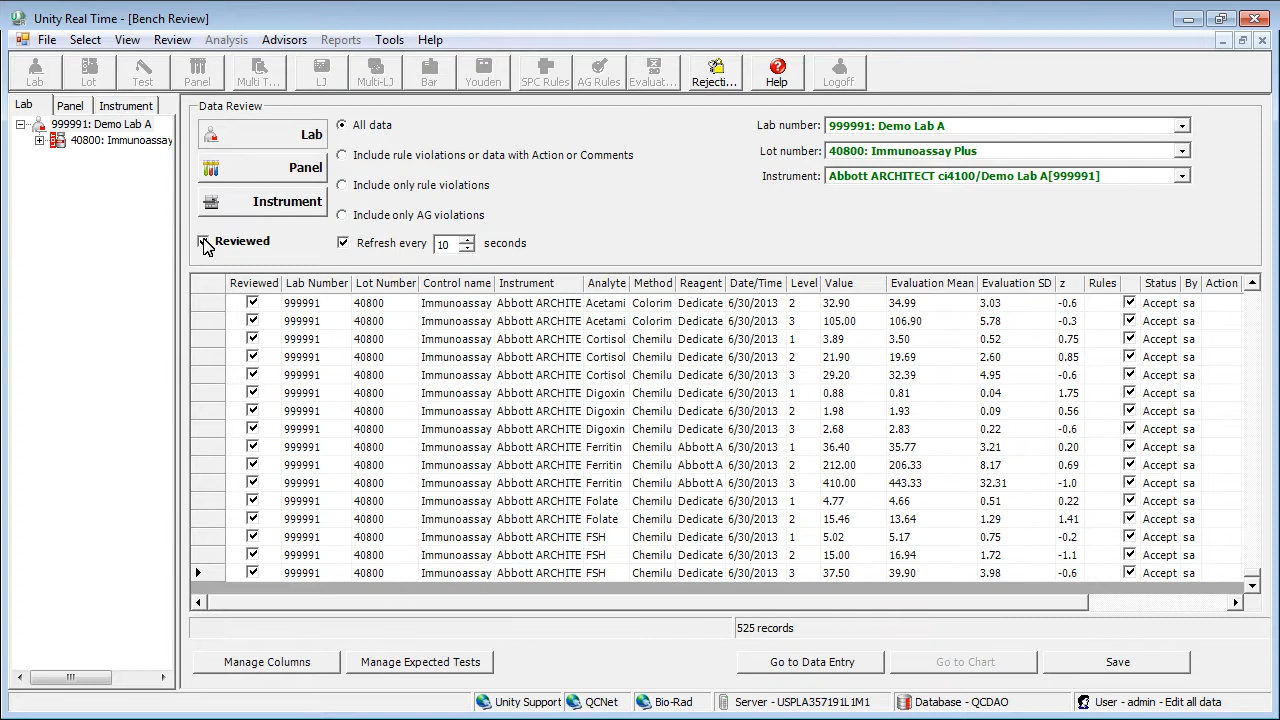 Unity Real Time - [Bench Review]
File Select View Review Analysis Advisors Reports Tools Help
Lab Lot Test Panel Multi T... LJ Multi-LJ Bar Youden SPC Rules AG Rules Evaluat... Rejecti... Help Logoff
Lab Panel Instrument
999991: Demo Lab A
40800: Immunoassay
Data Review
Lab
Panel
Instrument
Reviewed
All data
Include rule violations or data with Action or Comments
Include only rule violations
Include only AG violations
Refresh every 10 seconds
Lab number: 999991: Demo Lab A
Lot number: 40800: Immunoassay Plus
Instrument: Abbott ARCHITECT ci4100/Demo Lab A[999991]
Reviewed Lab Number Lot Number Control name Instrument Analyte Method Reagent Date/Time Level Value Evaluation Mean Evaluation SD z Rules Status By Action
999991 40800 Immunoassay Abbott ARCHITE Acetami Colorim Dedicate 6/30/2013 2 32.90 34.99 3.03 -0.6 Accept sa
999991 40800 Immunoassay Abbott ARCHITE Acetami Colorim Dedicate 6/30/2013 3 105.00 106.90 5.78 -0.3 Accept sa
999991 40800 Immunoassay Abbott ARCHITE Cortisol Chemilu Dedicate 6/30/2013 1 3.89 3.50 0.52 0.75 Accept sa
999991 40800 Immunoassay Abbott ARCHITE Cortisol Chemilu Dedicate 6/30/2013 2 21.90 19.69 2.60 0.85 Accept sa
999991 40800 Immunoassay Abbott ARCHITE Cortisol Chemilu Dedicate 6/30/2013 3 29.20 32.39 4.95 -0.6 Accept sa
999991 40800 Immunoassay Abbott ARCHITE Digoxin Chemilu Dedicate 6/30/2013 1 0.88 0.81 0.04 1.75 Accept sa
999991 40800 Immunoassay Abbott ARCHITE Digoxin Chemilu Dedicate 6/30/2013 2 1.98 1.93 0.09 0.56 Accept sa
999991 40800 Immunoassay Abbott ARCHITE Digoxin Chemilu Dedicate 6/30/2013 3 2.68 2.83 0.22 -0.6 Accept sa
999991 40800 Immunoassay Abbott ARCHITE Ferritin Chemilu Abbott A 6/30/2013 1 36.40 35.77 3.21 0.20 Accept sa
999991 40800 Immunoassay Abbott ARCHITE Ferritin Chemilu Abbott A 6/30/2013 2 212.00 206.33 8.17 0.69 Accept sa
999991 40800 Immunoassay Abbott ARCHITE Ferritin Chemilu Abbott A 6/30/2013 3 410.00 443.33 32.31 -1.0 Accept sa
999991 40800 Immunoassay Abbott ARCHITE Folate Chemilu Dedicate 6/30/2013 1 4.77 4.66 0.51 0.22 Accept sa
999991 40800 Immunoassay Abbott ARCHITE Folate Chemilu Dedicate 6/30/2013 2 15.46 13.64 1.29 1.41 Accept sa
999991 40800 Immunoassay Abbott ARCHITE FSH Chemilu Dedicate 6/30/2013 1 5.02 5.17 0.51 -0.2 Accept sa
999991 40800 Immunoassay Abbott ARCHITE FSH Chemilu Dedicate 6/30/2013 2 15.00 16.94 1.72 -1.1 Accept sa
999991 40800 Immunoassay Abbott ARCHITE FSH Chemilu Dedicate 6/30/2013 3 37.50 39.90 3.98 -0.6 Accept sa
525 records
Manage Columns Manage Expected Tests Go to Data Entry Go to Chart Save
Unity Support QCNet Bio-Rad Server - USPLA357191L1M1 Database - QCDAO User - admin - Edit all data